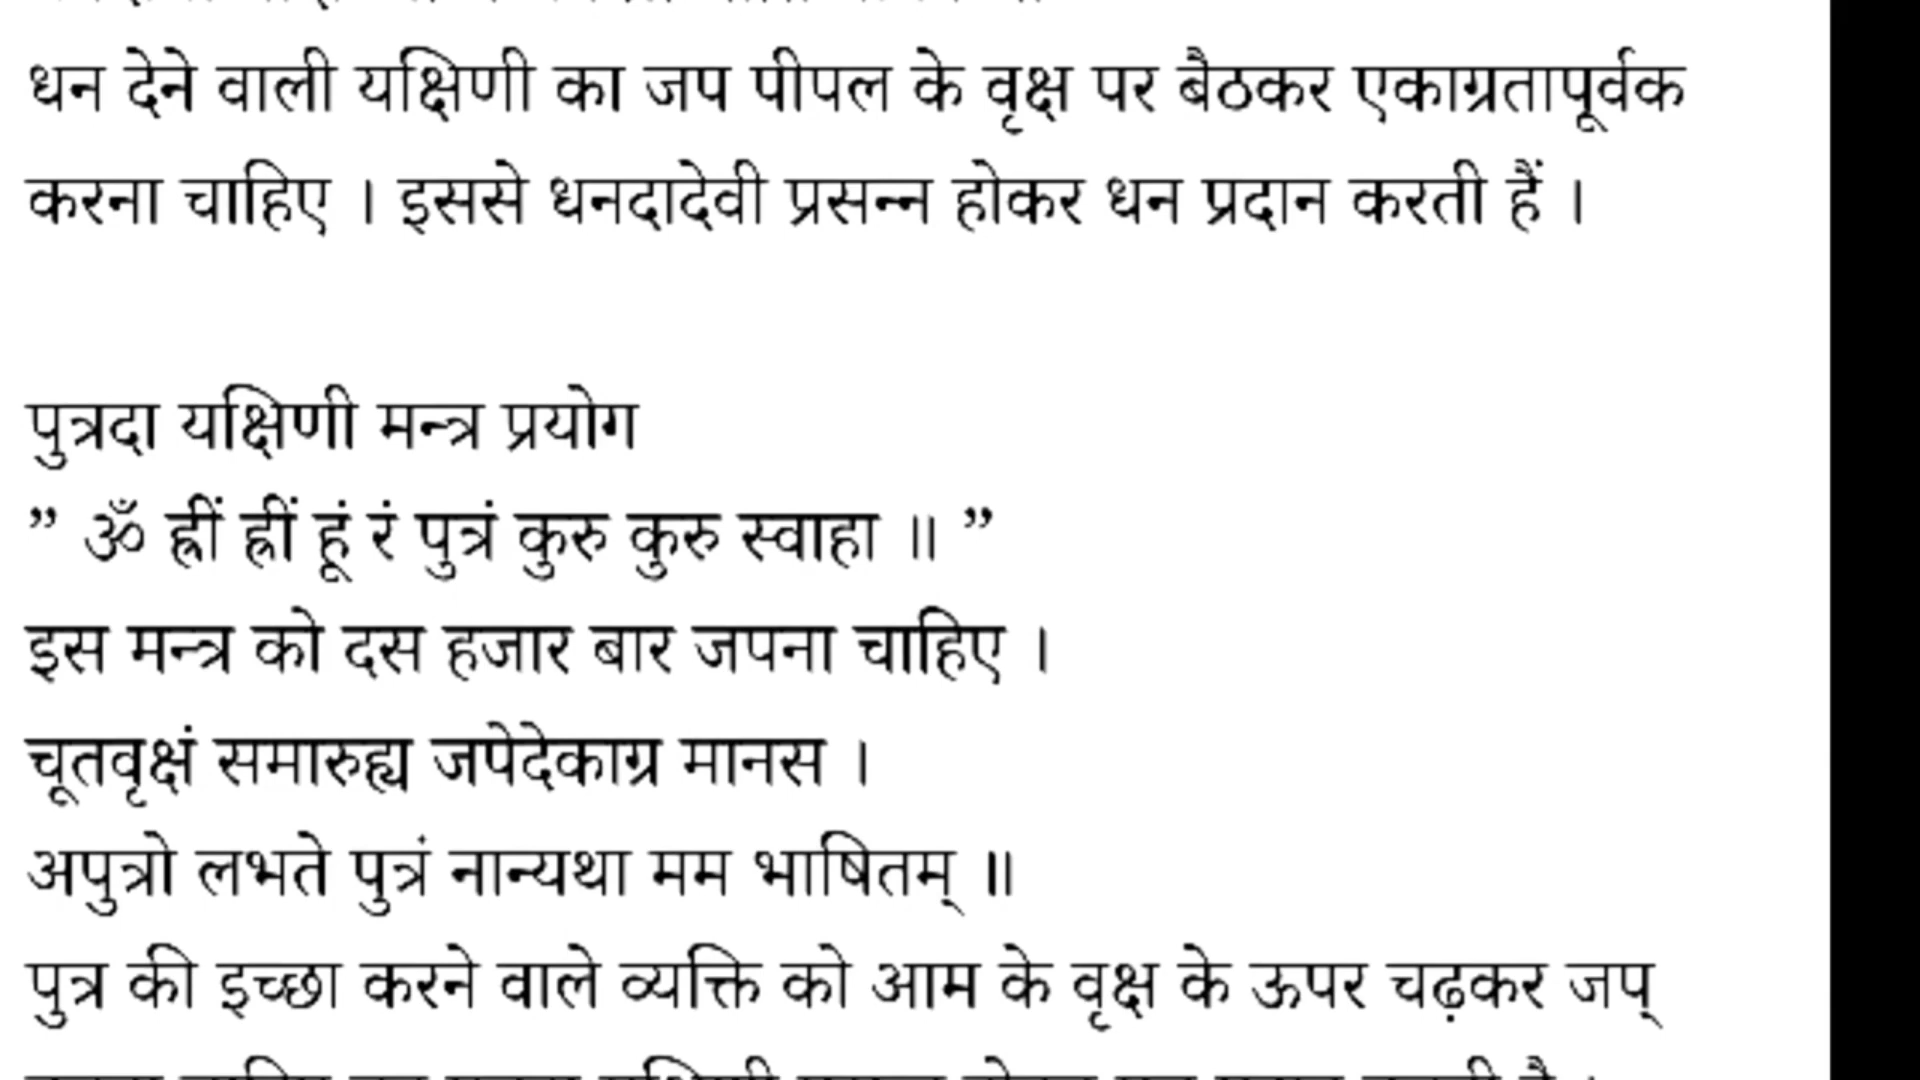 धन देने वाली यक्षिणी का जप पीपल के वृक्ष पर बैठकर एकाग्रतापूर्वक
करना चाहिए । इससे धनदादेवी प्रसन्न होकर धन प्रदान करती हैं ।
पुत्रदा यक्षिणी मन्त्र प्रयोग
” ॐ ह्रीं ह्रीं हूं रं पुत्रं कुरु कुरु स्वाहा ॥ ”
इस मन्त्र को दस हजार बार जपना चाहिए ।
चूतवृक्षं समारुह्य जपेदेकाग्र मानस ।
अपुत्रो लभते पुत्रं नान्यथा मम भाषितम् ॥
पुत्र की इच्छा करने वाले व्यक्ति को आम के वृक्ष के ऊपर चढ़कर जप्